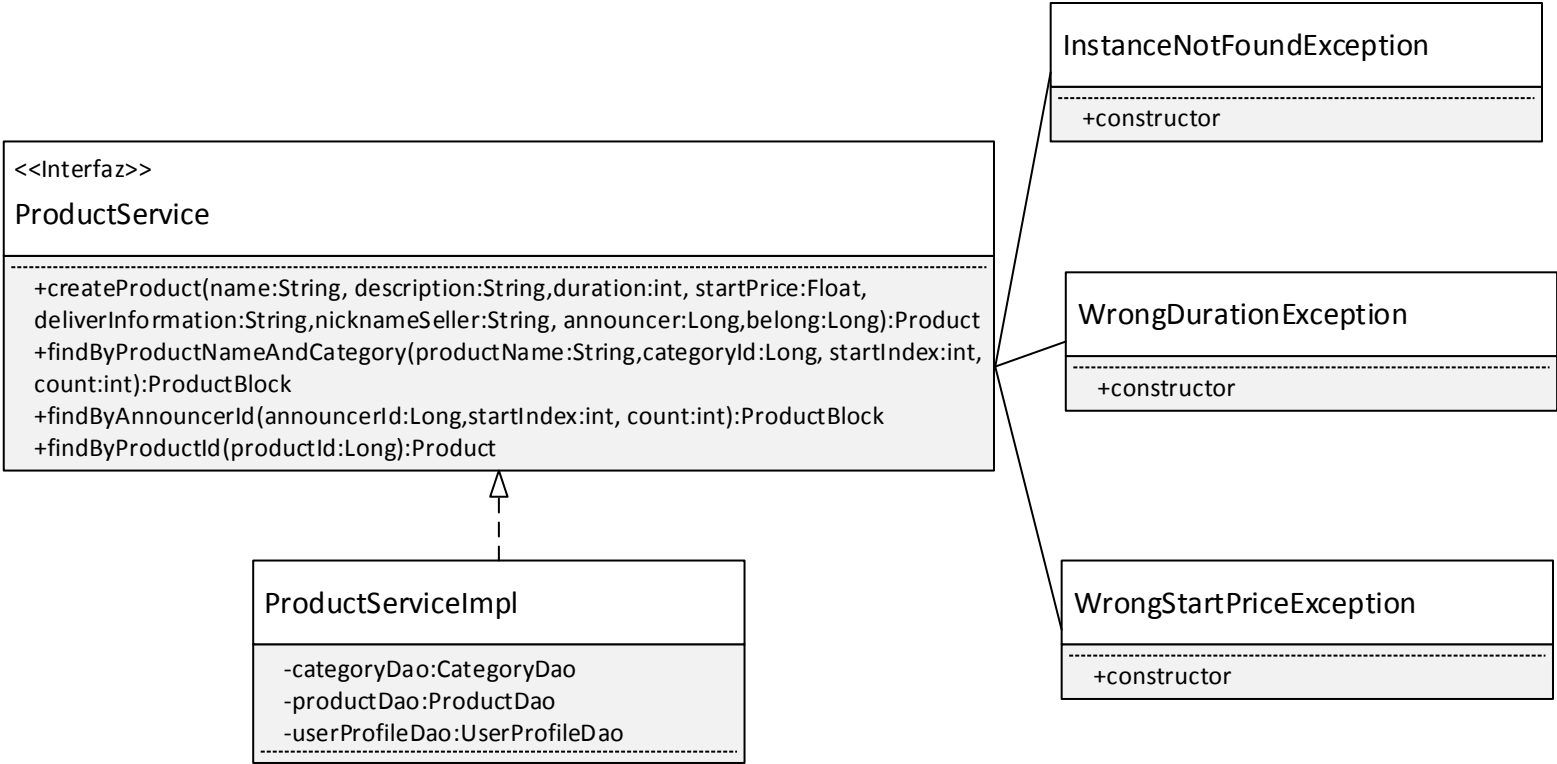 InstanceNotFoundException
+constructor
<<Interfaz>>
ProductService
+createProduct(name:String, description:String,duration:int, startPrice:Float,
deliverInformation:String,nicknameSeller:String, announcer:Long,belong:Long):Product
+findByProductNameAndCategory(productName:String,categoryId:Long, startIndex:int,
count:int):ProductBlock
+findByAnnouncerId(announcerId:Long,startIndex:int, count:int):ProductBlock
+findByProductId(productId:Long):Product
WrongDurationException
+constructor
ProductServiceImpl
-categoryDao:CategoryDao
-productDao:ProductDao
-userProfileDao:UserProfileDao
WrongStartPriceException
+constructor